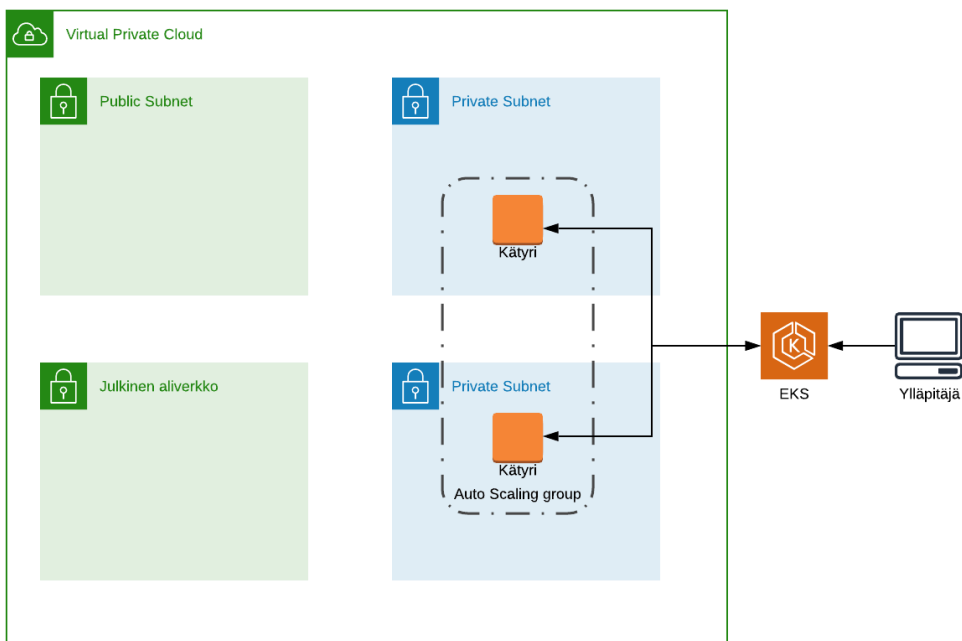 Virtual Private Cloud
Public Subnet
Private Subnet
Kätyri
Julkinen aliverkko
Private Subnet
Kätyri
Auto Scaling group
K
EKS
Ylläpitäjä